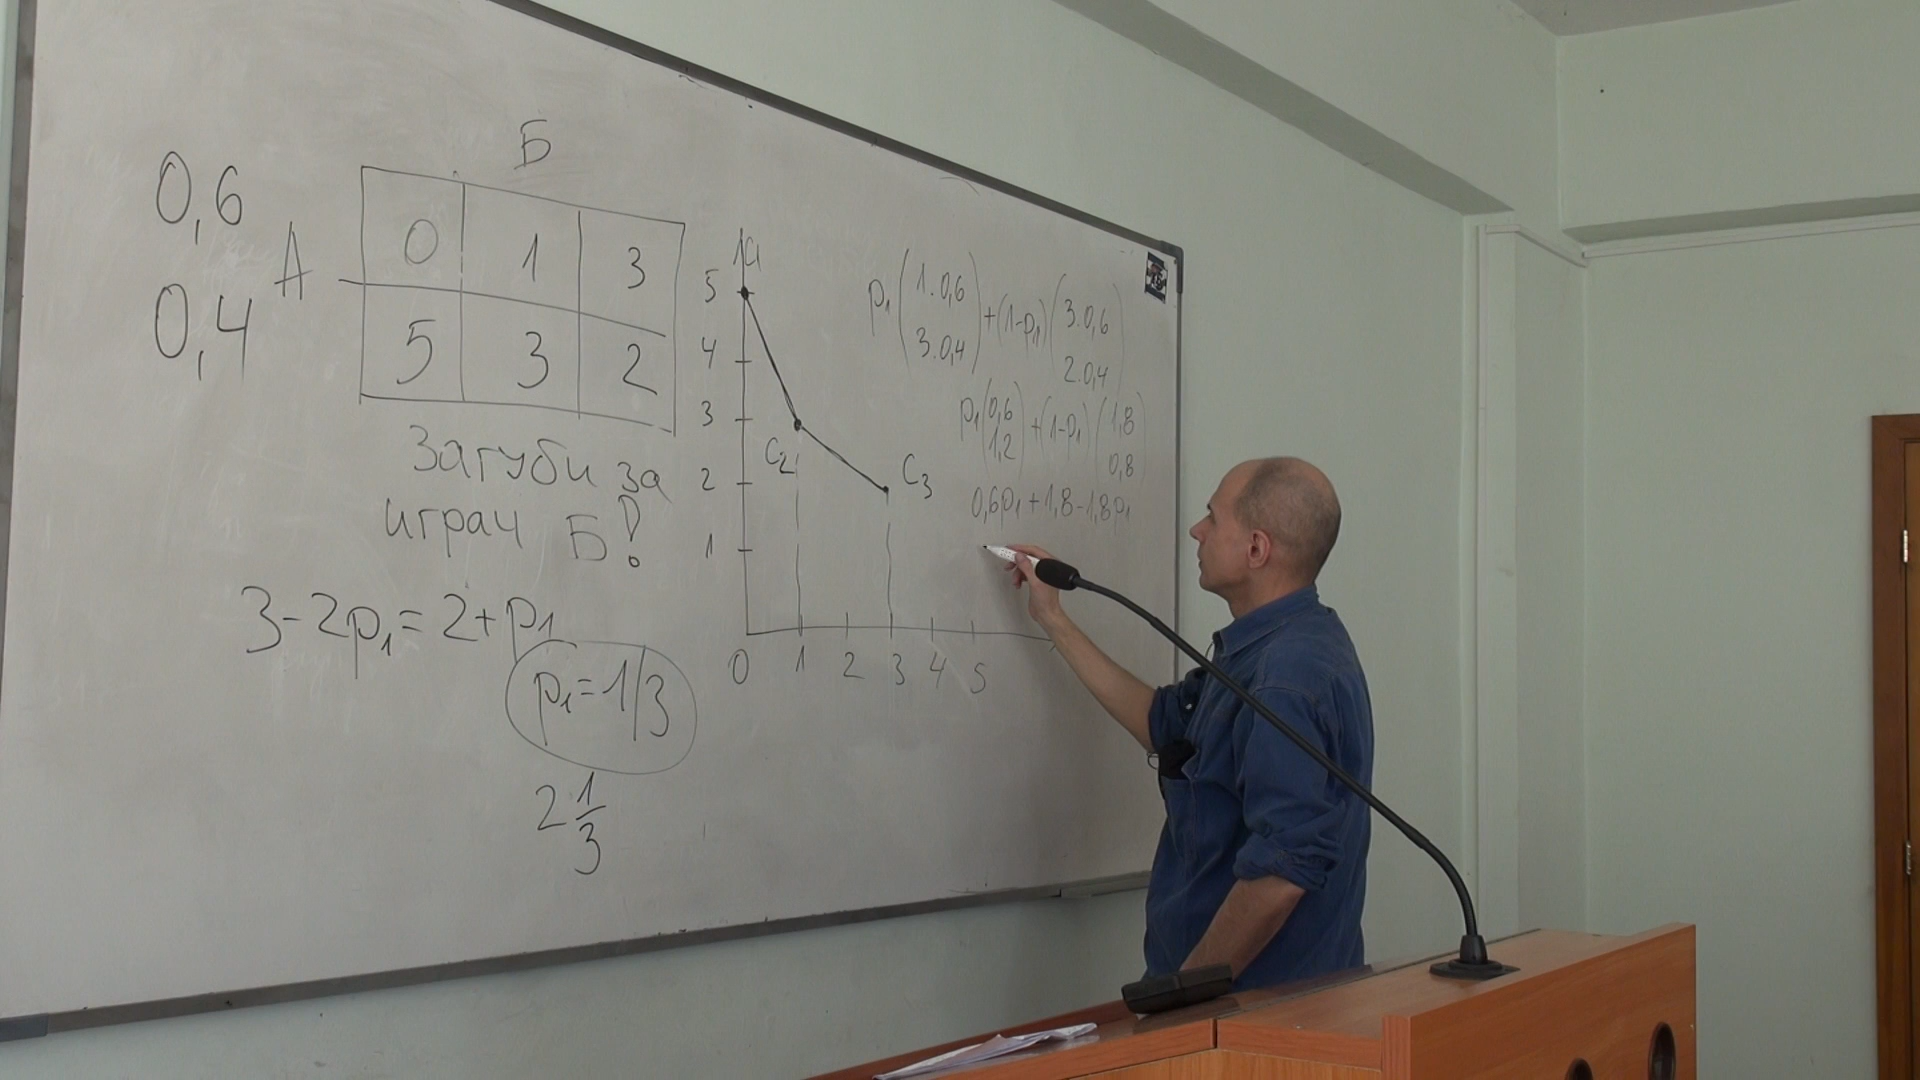 Б
0,6
А
0 1 3
0,4
5 3 2
Загуби за
играч Б!
3-2p₁=2+p₁
p₁=1/3
2 1/3
5
4
3
2
1
C₂
C₃
0 1 2 3 4 5
p₁(1.0,6 3.0,4)+(1-p₁)(3.0,6 2.0,4)
p₁(0,6 1,2)+(1-p₁)(1,8 0,8)
0,6p₁+1,8-1,8p₁